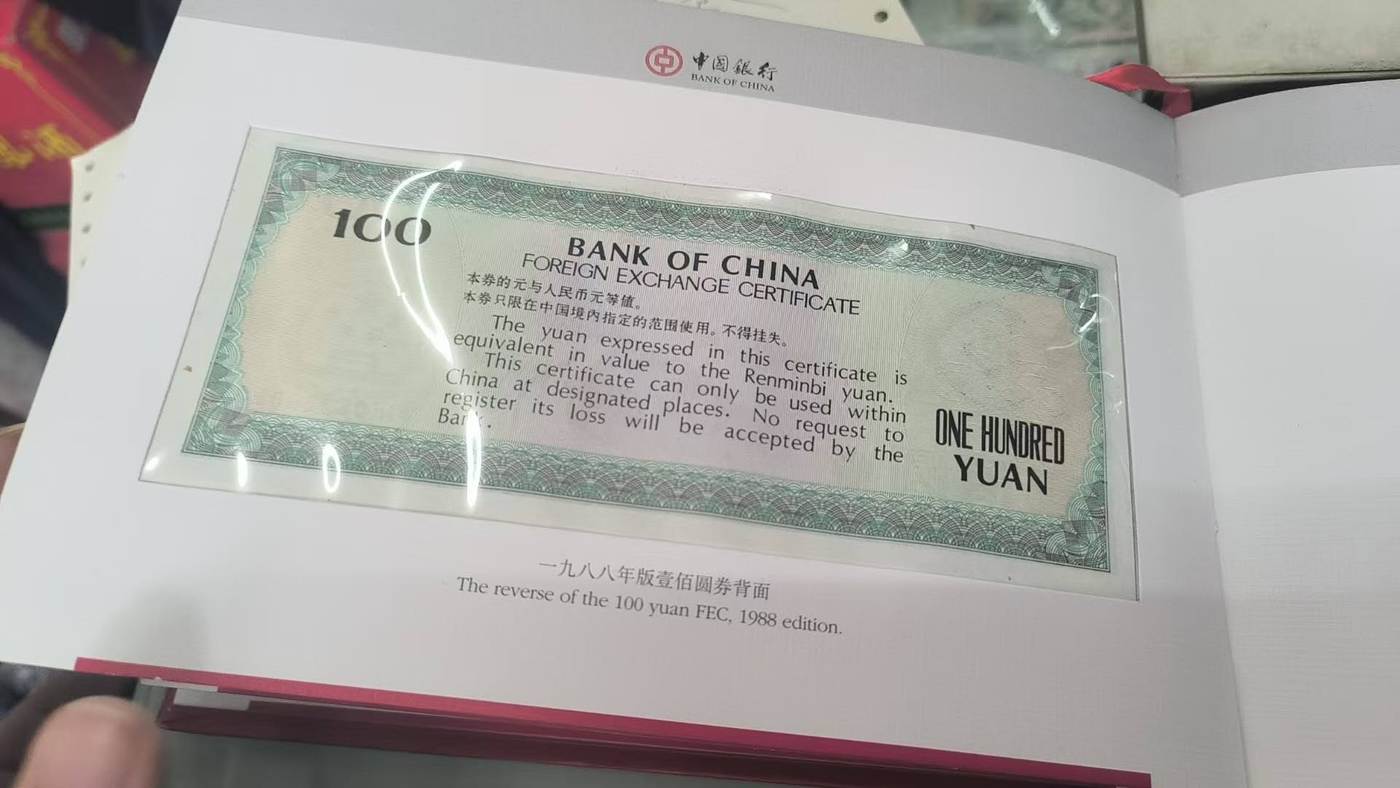 中國銀行
BANK OF CHINA
100
BANK OF CHINA
FOREIGN EXCHANGE CERTIFICATE
本券的元与人民币元等值。
本券只限在中国境内指定的范围使用。不得挂失。
The yuan expressed in this certificate is
equivalent in value to the Renminbi yuan.
This certificate can only be used within
China at designated places. No request to
register its loss will be accepted by the
Bank.
ONE HUNDRED
YUAN
一九八八年版壹佰圆券背面
The reverse of the 100 yuan FEC, 1988 edition.